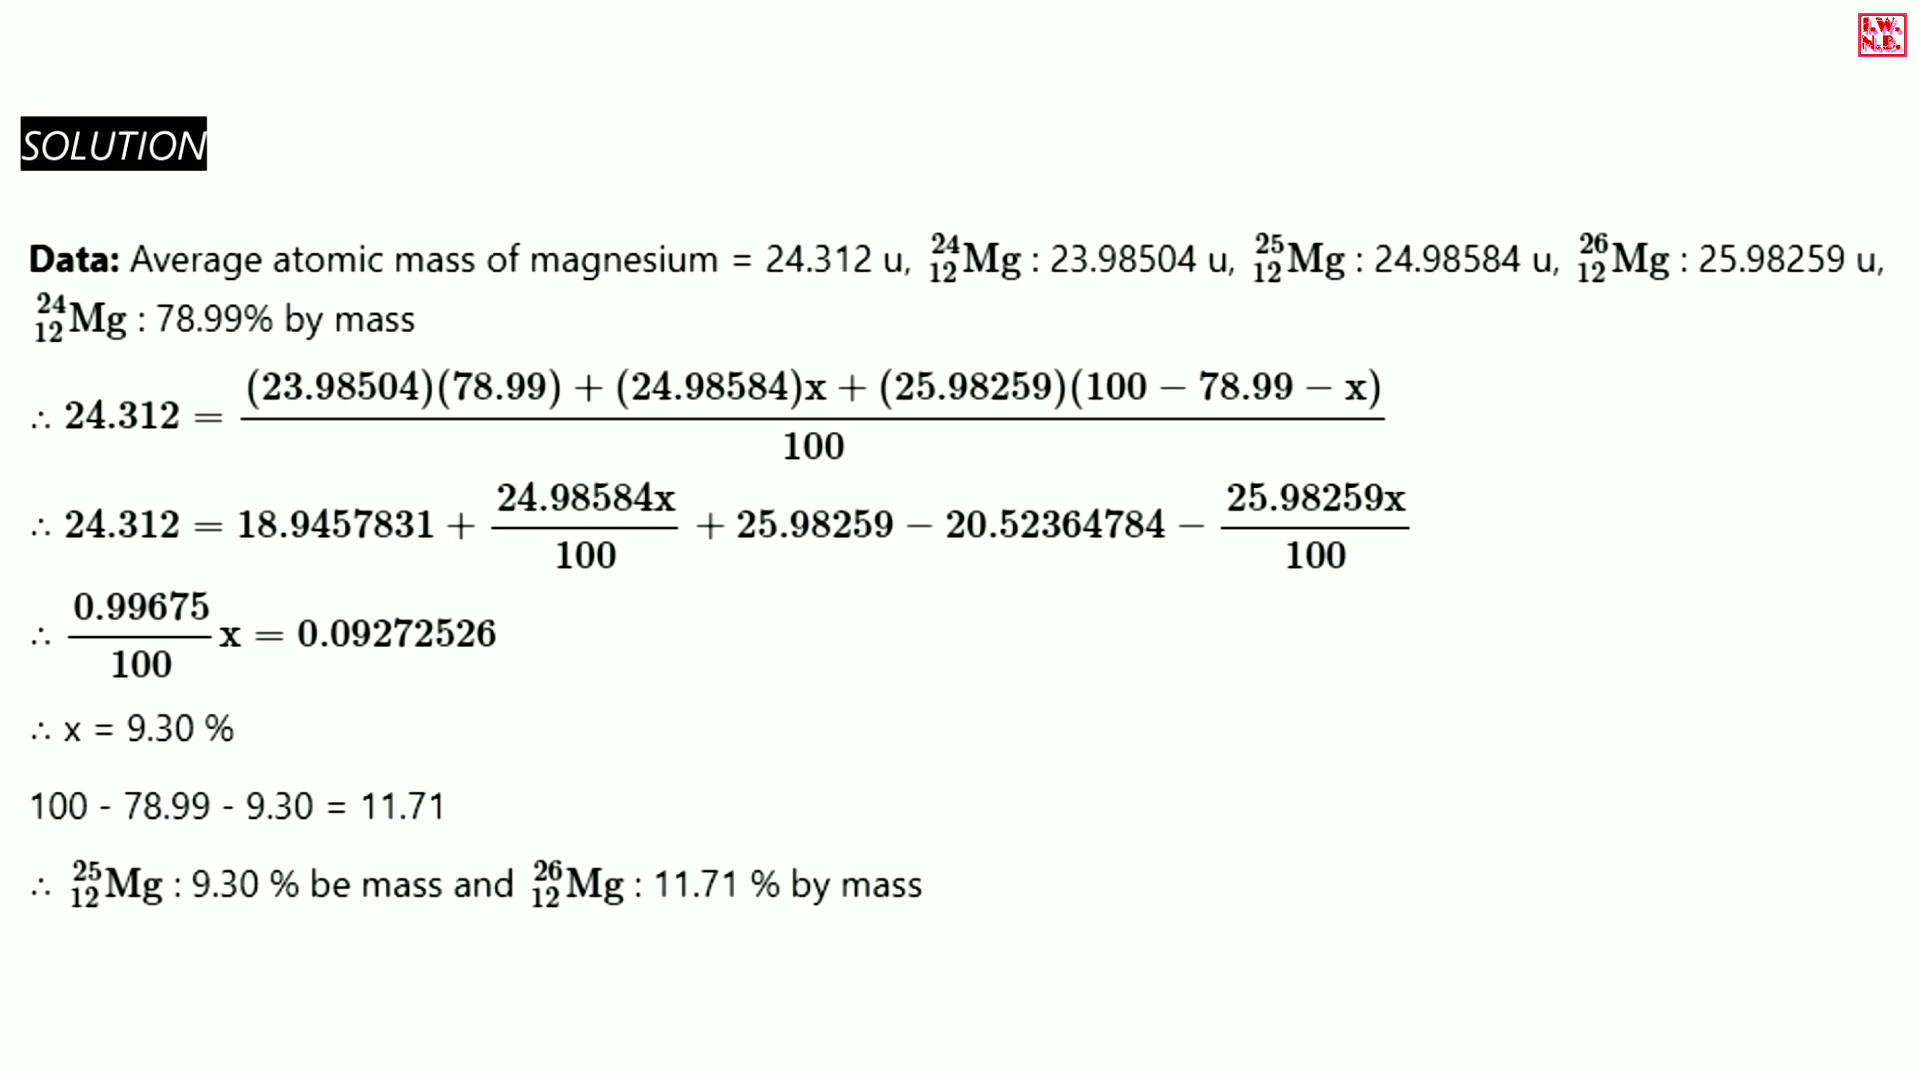 I.W.
N.B.
SOLUTION
Data: Average atomic mass of magnesium = 24.312 u, ²⁴₁₂Mg : 23.98504 u, ²⁵₁₂Mg : 24.98584 u, ²⁶₁₂Mg : 25.98259 u,
²⁴₁₂Mg : 78.99% by mass
∴ 24.312 = (23.98504)(78.99) + (24.98584)x + (25.98259)(100 − 78.99 − x) / 100
∴ 24.312 = 18.9457831 + 24.98584x / 100 + 25.98259 − 20.52364784 − 25.98259x / 100
∴ 0.99675 / 100 x = 0.09272526
∴ x = 9.30 %
100 - 78.99 - 9.30 = 11.71
∴ ²⁵₁₂Mg : 9.30 % be mass and ²⁶₁₂Mg : 11.71 % by mass